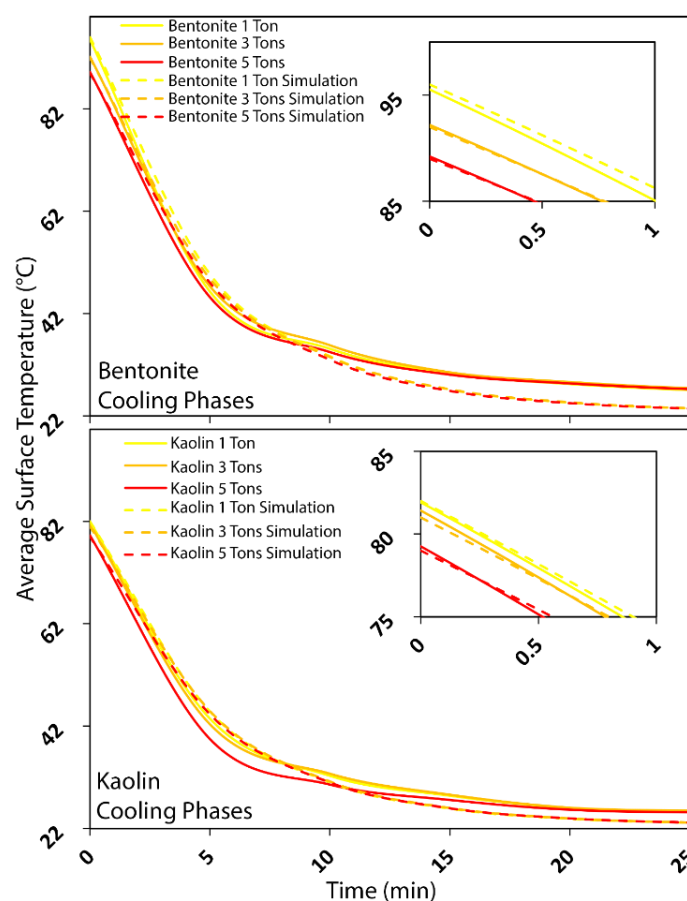 Bentonite 1 Ton
Bentonite 3 Tons
Bentonite 5 Tons
Bentonite 1 Ton Simulation
Bentonite 3 Tons Simulation
Bentonite 5 Tons Simulation
95
85
0
0.5
1
82
62
42
22
Bentonite
Cooling Phases
Average Surface Temperature (°C)
Kaolin 1 Ton
Kaolin 3 Tons
Kaolin 5 Tons
Kaolin 1 Ton Simulation
Kaolin 3 Tons Simulation
Kaolin 5 Tons Simulation
85
80
75
0
0.5
1
82
62
42
22
Kaolin
Cooling Phases
0
5
10
15
20
25
Time (min)